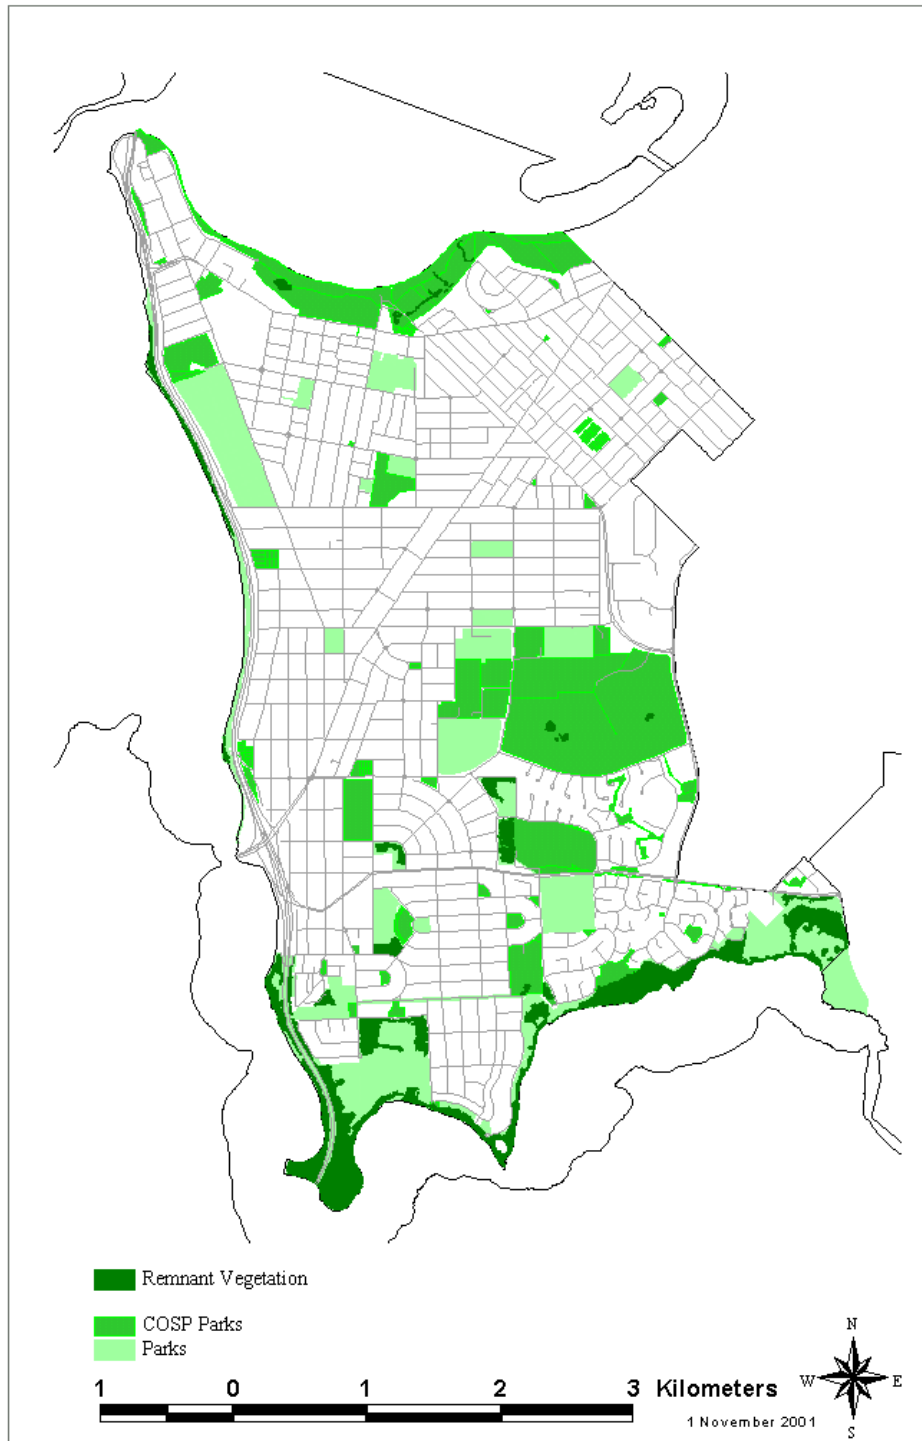 Remnant Vegetation
COSP Parks
Parks
N
W E
S
1 0 1 2 3 Kilometers
1 November 2001